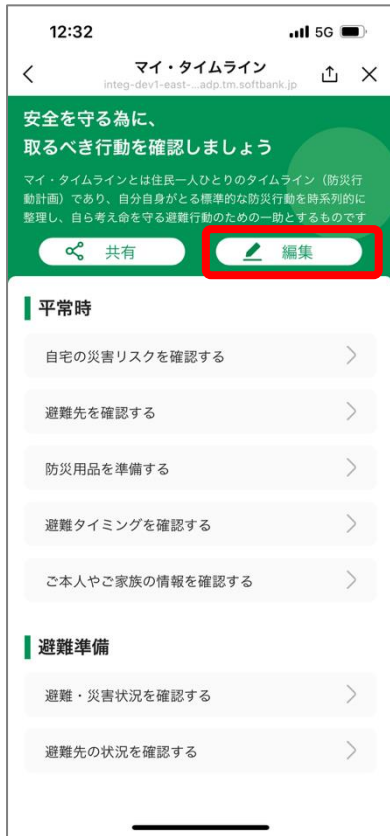 12:32
5G
マイ・タイムライン
integ-dev1-east-...adp.tm.softbank.jp
安全を守る為に、
取るべき行動を確認しましょう
マイ・タイムラインとは住民一人ひとりのタイムライン（防災行
動計画）であり、自分自身がとる標準的な防災行動を時系列的に
整理し、自ら考え命を守る避難行動のための一助とするものです
共有
編集
平常時
自宅の災害リスクを確認する
避難先を確認する
防災用品を準備する
避難タイミングを確認する
ご本人やご家族の情報を確認する
避難準備
避難・災害状況を確認する
避難先の状況を確認する